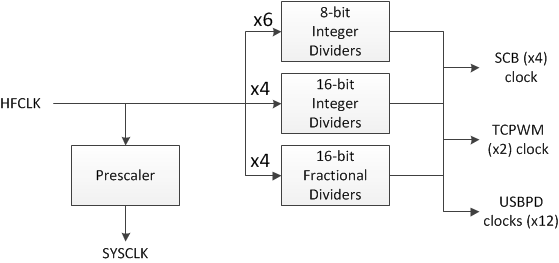 x6
8-bit
Integer
Dividers
SCB (x4)
clock
HFCLK
x4
16-bit
Integer
Dividers
TCPWM
(x2) clock
Prescaler
x4
16-bit
Fractional
Dividers
USBPD
clocks (x12)
SYSCLK